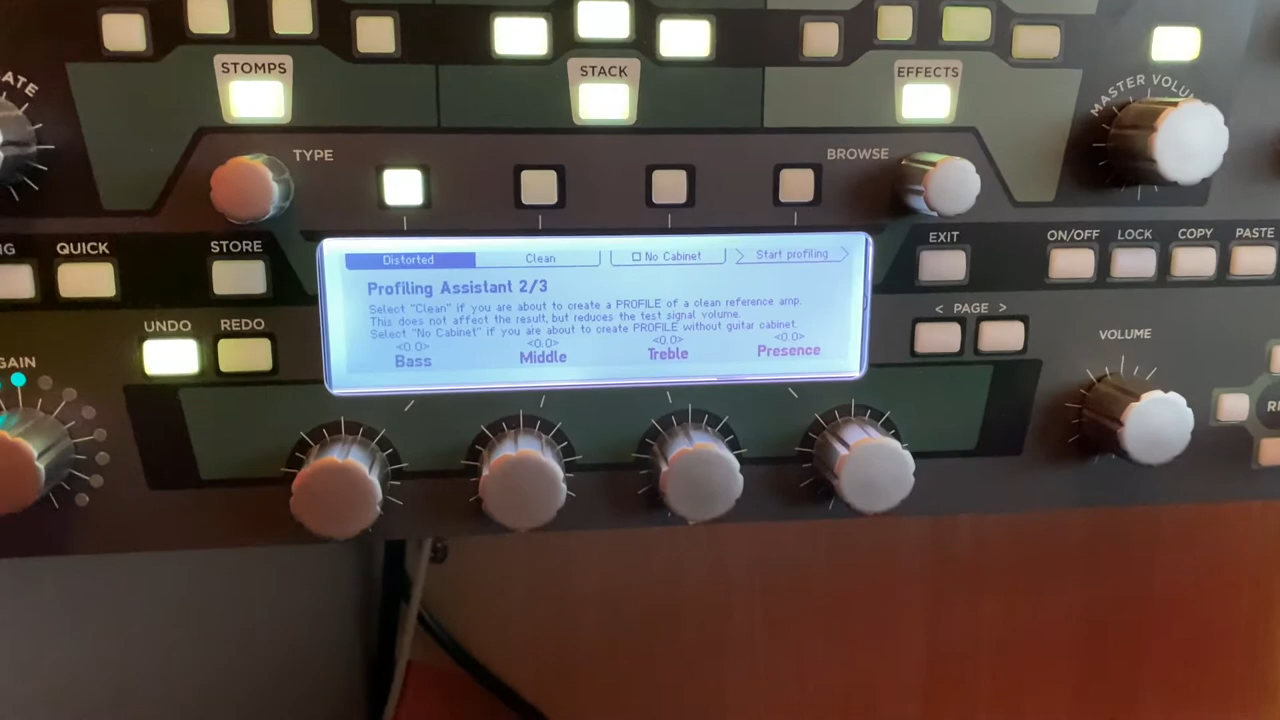 STOMPS
STACK
EFFECTS
MASTER
TYPE
BROWSE
QUICK
STORE
EXIT
ON/OFF
LOCK
COPY
PASTE
Distorted
Clean
No Cabinet
Start profiling
Profiling Assistant 2/3
Select "Clean" if you are about to create a PROFILE of a clean reference amp.
This does not affect the result, but reduces the test signal volume.
Select "No Cabinet" if you are about to create PROFILE without guitar cabinet.
<0.0> <0.0> <0.0> <0.0>
Bass Middle Treble Presence
UNDO
REDO
< PAGE >
VOLUME
GAIN